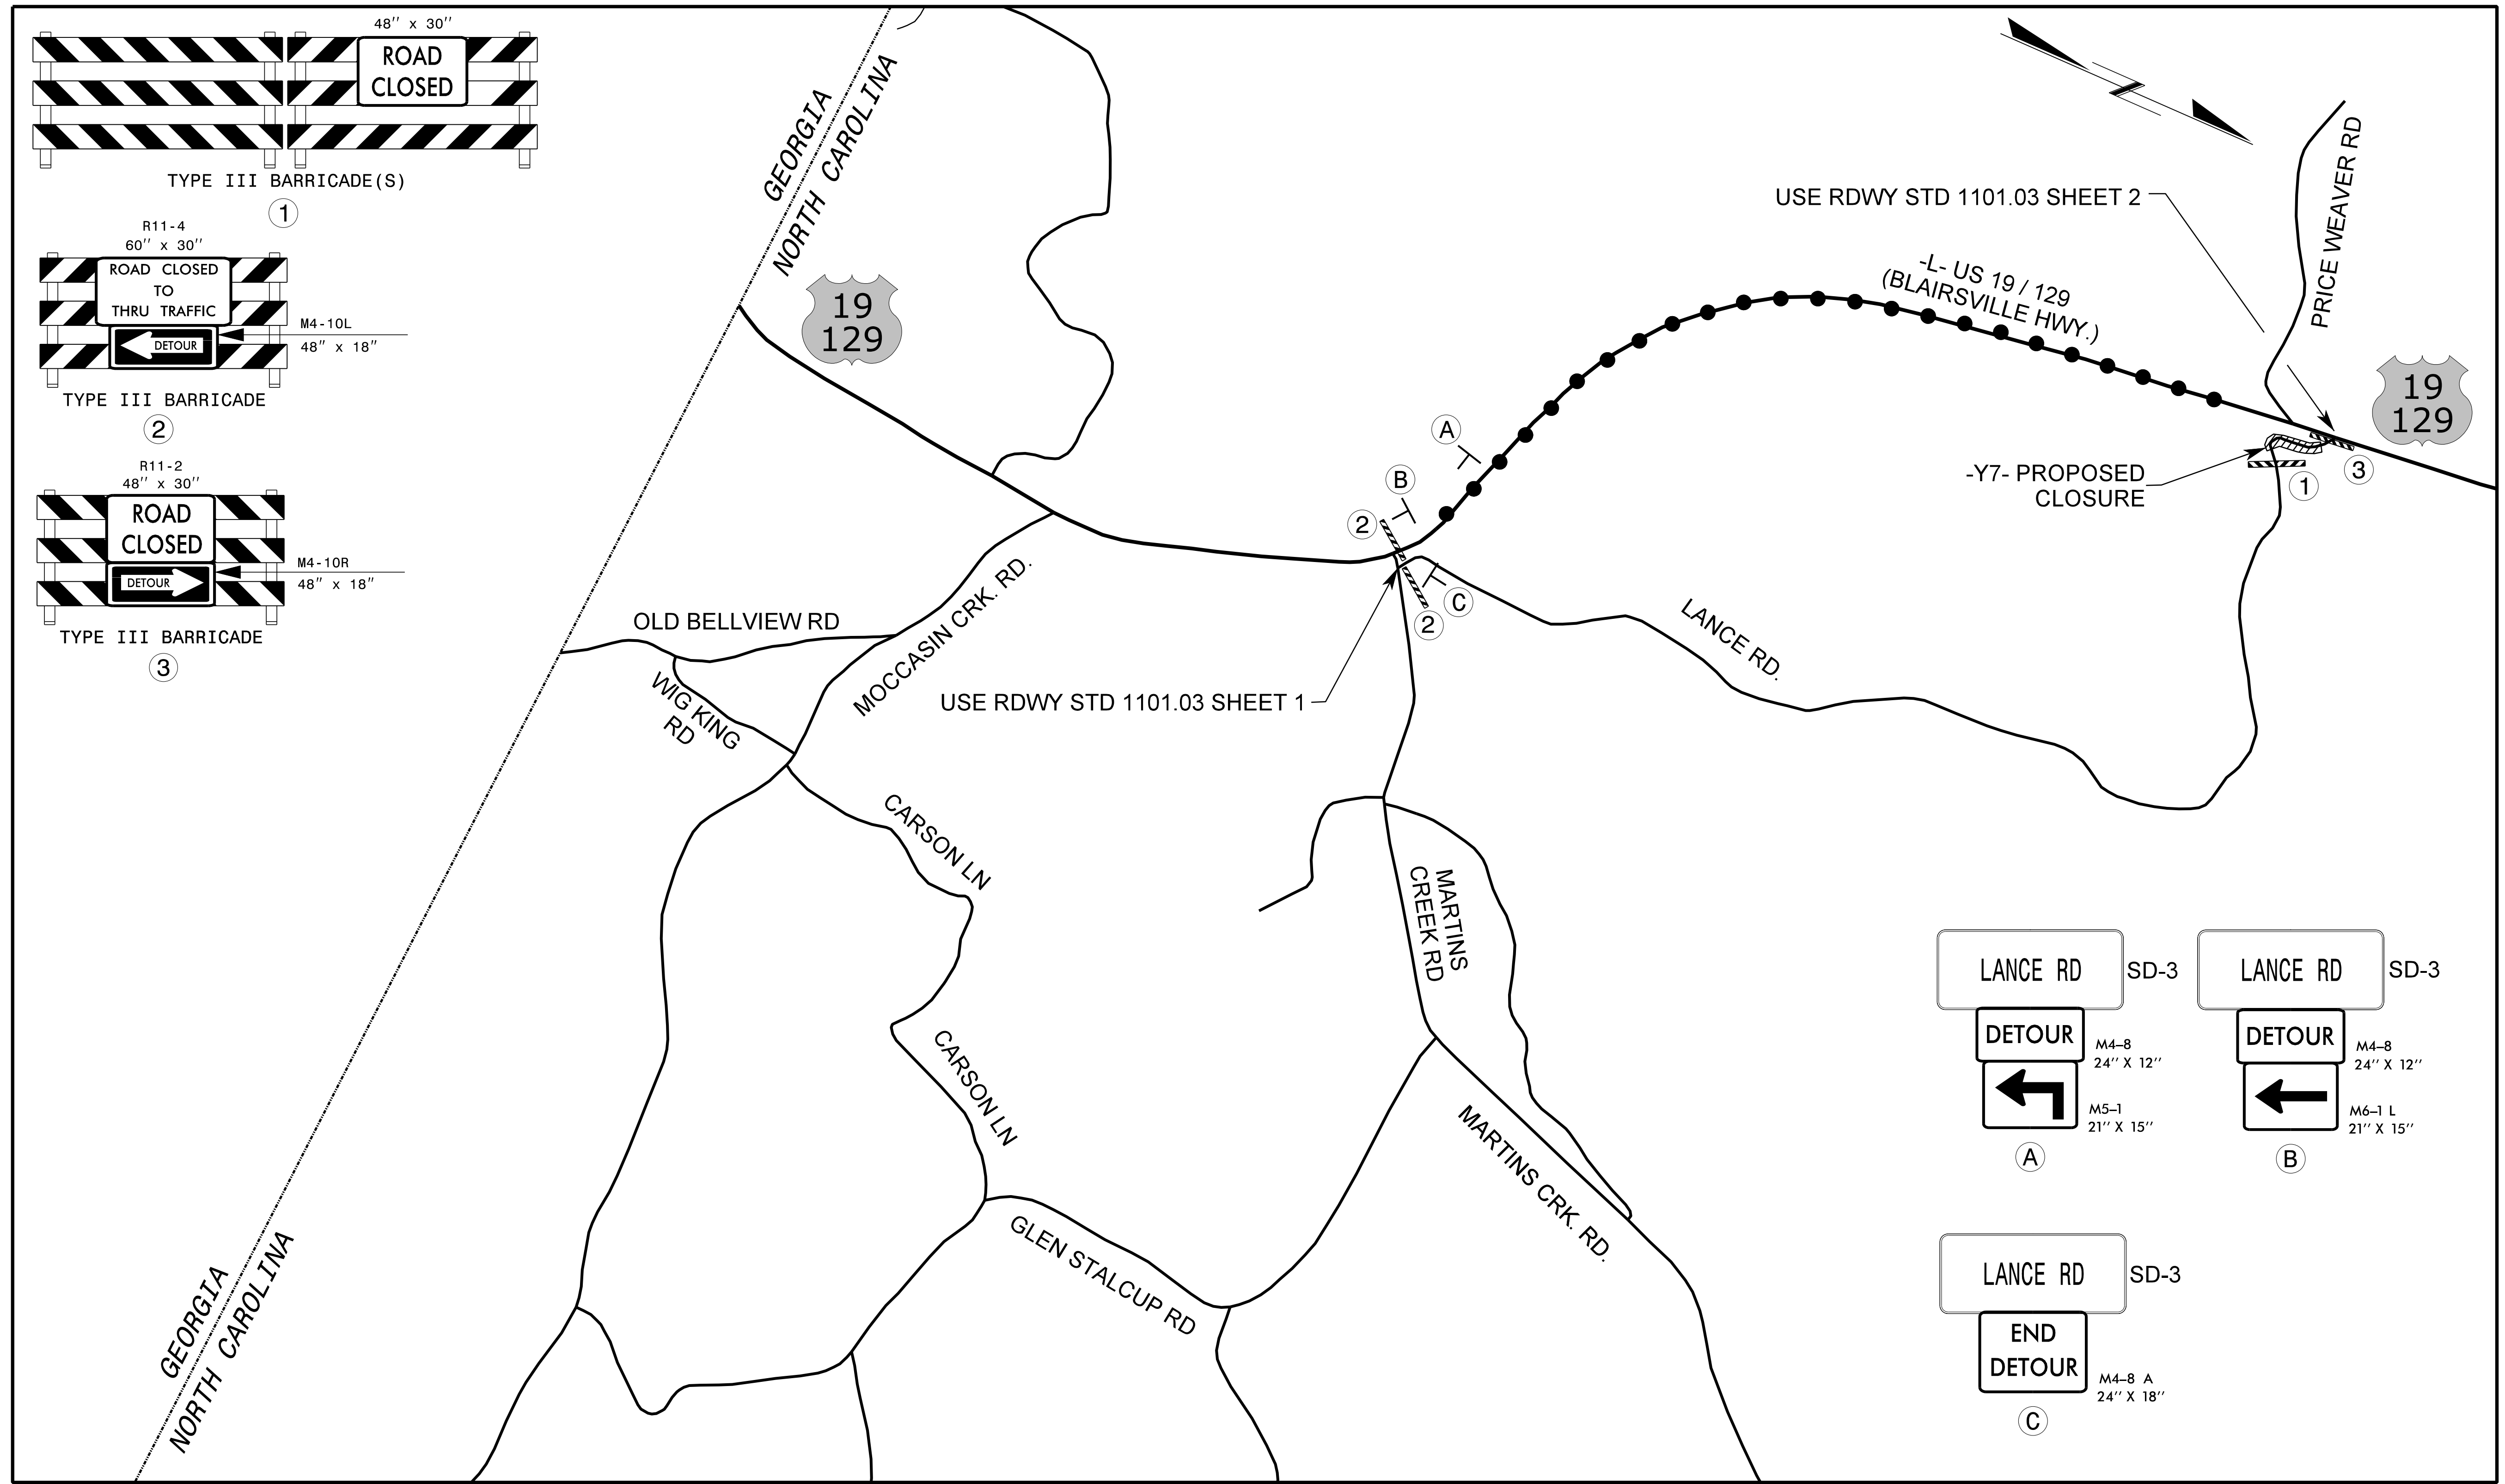 48" x 30"
ROAD
CLOSED
TYPE III BARRICADE(S)
1
R11-4
60" x 30"
ROAD CLOSED
TO
THRU TRAFFIC
DETOUR
M4-10L
48" x 18"
TYPE III BARRICADE
2
R11-2
48" x 30"
ROAD
CLOSED
DETOUR
M4-10R
48" x 18"
TYPE III BARRICADE
3
GEORGIA
NORTH CAROLINA
19
129
USE RDWY STD 1101.03 SHEET 2
PRICE WEAVER RD
-L- US 19 / 129
(BLAIRSVILLE HWY.)
19
129
-Y7- PROPOSED
CLOSURE
1
3
A
B
2
C
2
OLD BELLVIEW RD
MOCCASIN CRK. RD.
WIG KING
RD
USE RDWY STD 1101.03 SHEET 1
LANCE RD.
CARSON LN
MARTINS
CREEK RD
CARSON LN
MARTINS CRK. RD.
GLEN STALCUP RD
GEORGIA
NORTH CAROLINA
LANCE RD
SD-3
DETOUR
M4-8
24" X 12"
M5-1
21" X 15"
A
LANCE RD
SD-3
DETOUR
M4-8
24" X 12"
M6-1 L
21" X 15"
B
LANCE RD
SD-3
END
DETOUR
M4-8 A
24" X 18"
C